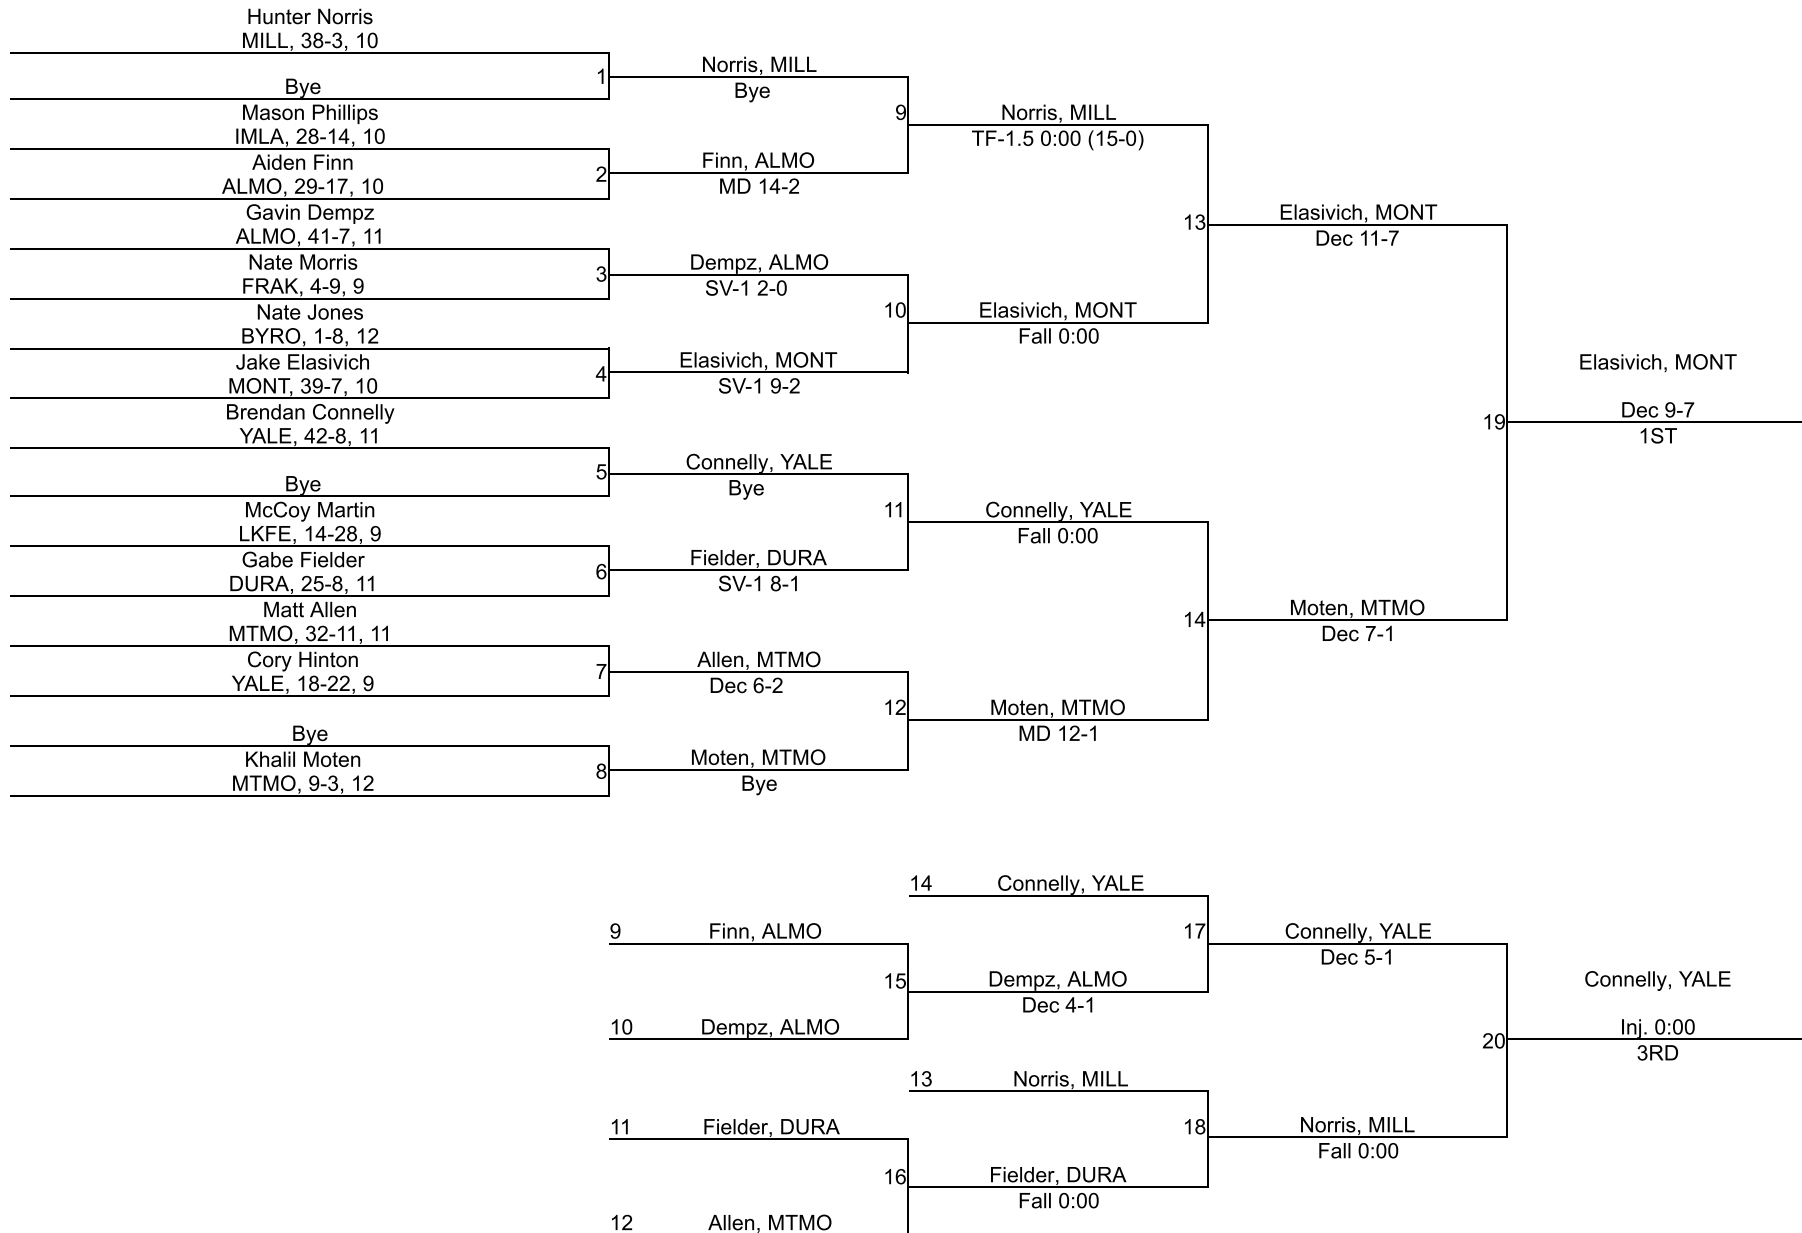 Hunter Norris
MILL, 38-3, 10
Bye
Mason Phillips
IMLA, 28-14, 10
Aiden Finn
ALMO, 29-17, 10
Gavin Dempz
ALMO, 41-7, 11
Nate Morris
FRAK, 4-9, 9
Nate Jones
BYRO, 1-8, 12
Jake Elasivich
MONT, 39-7, 10
Brendan Connelly
YALE, 42-8, 11
Bye
McCoy Martin
LKFE, 14-28, 9
Gabe Fielder
DURA, 25-8, 11
Matt Allen
MTMO, 32-11, 11
Cory Hinton
YALE, 18-22, 9
Bye
Khalil Moten
MTMO, 9-3, 12
1
Norris, MILL
Bye
2
Finn, ALMO
MD 14-2
3
Dempz, ALMO
SV-1 2-0
4
Elasivich, MONT
SV-1 9-2
5
Connelly, YALE
Bye
6
Fielder, DURA
SV-1 8-1
7
Allen, MTMO
Dec 6-2
8
Moten, MTMO
Bye
9
Norris, MILL
TF-1.5 0:00 (15-0)
10
Elasivich, MONT
Fall 0:00
11
Connelly, YALE
Fall 0:00
12
Moten, MTMO
MD 12-1
13
Elasivich, MONT
Dec 11-7
14
Moten, MTMO
Dec 7-1
19
Elasivich, MONT
Dec 9-7
1ST
14
Connelly, YALE
9
Finn, ALMO
10
Dempz, ALMO
15
Dempz, ALMO
Dec 4-1
17
Connelly, YALE
Dec 5-1
13
Norris, MILL
11
Fielder, DURA
12
Allen, MTMO
16
Fielder, DURA
Fall 0:00
18
Norris, MILL
Fall 0:00
20
Connelly, YALE
Inj. 0:00
3RD